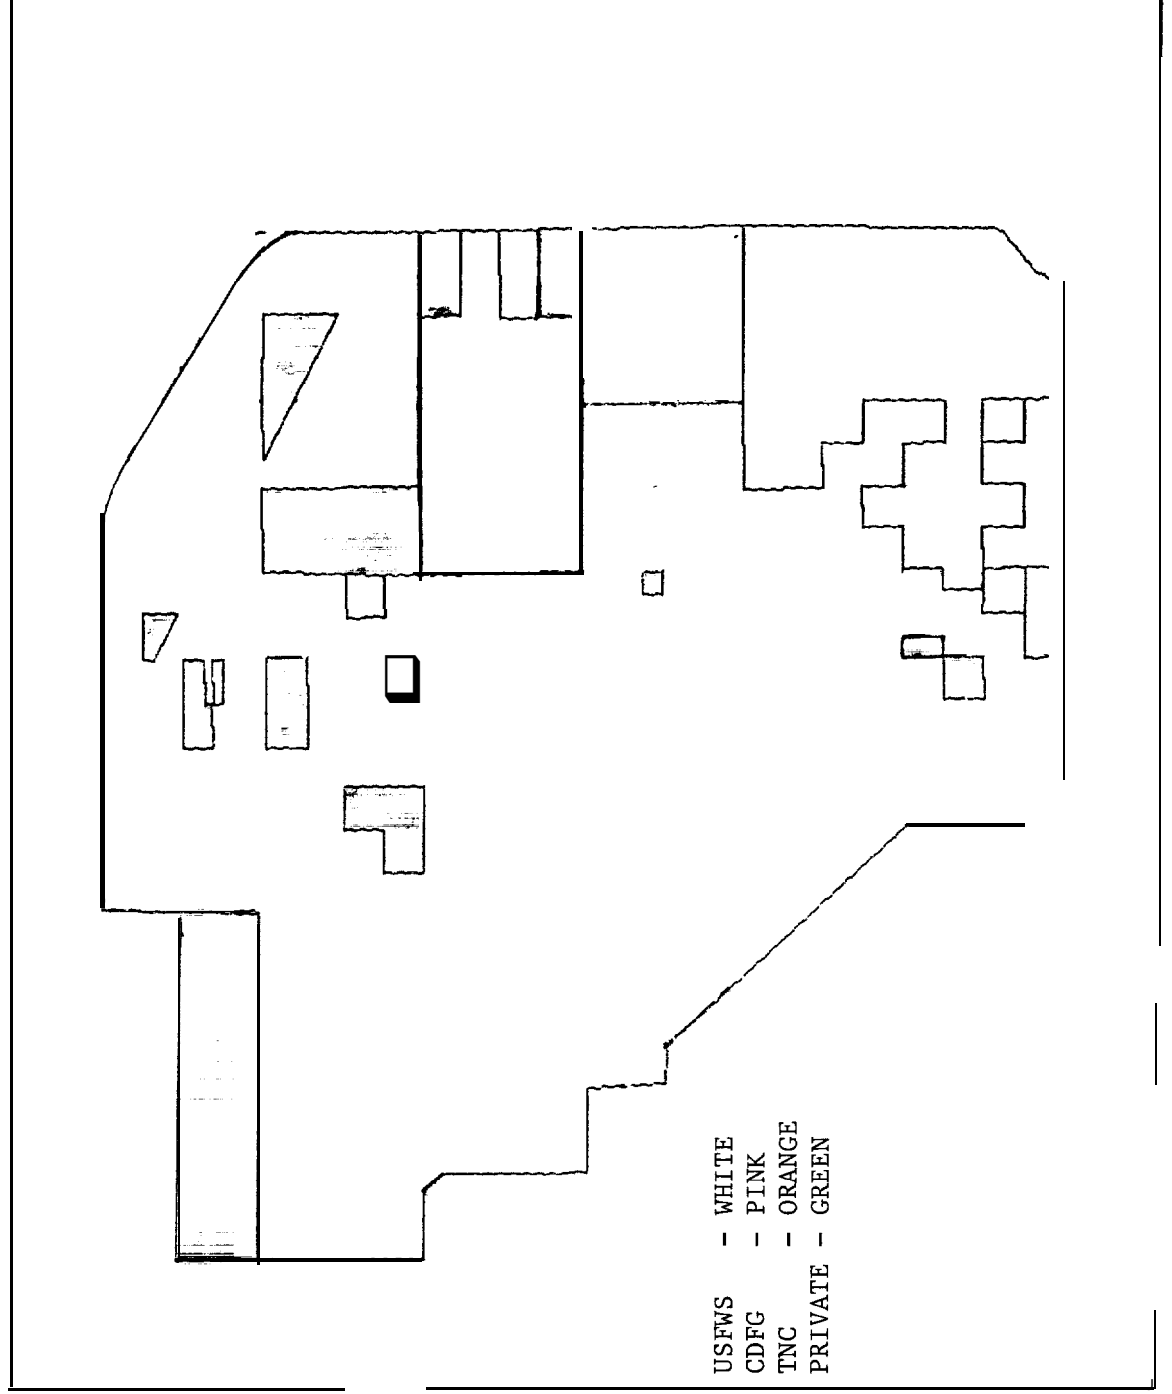 USFWS - WHITE
CDFG - PINK
TNC - ORANGE
PRIVATE - GREEN